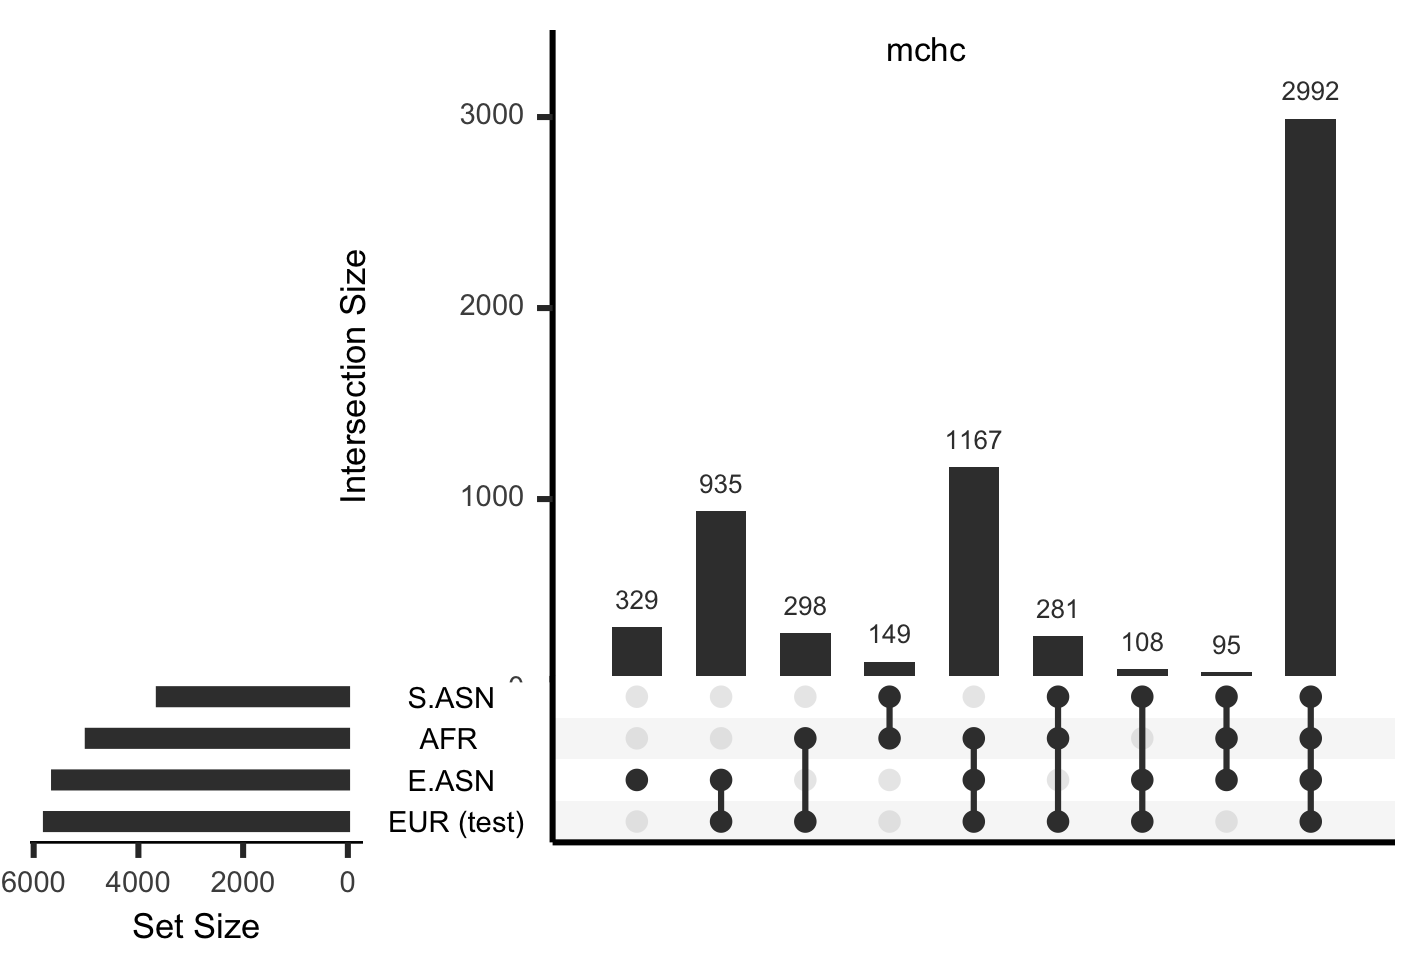 mchc
2992
3000
2000
Intersection Size
1167
1000
935
329
298
149
281
108
95
0
S.ASN
AFR
E.ASN
EUR (test)
6000 4000 2000 0
Set Size